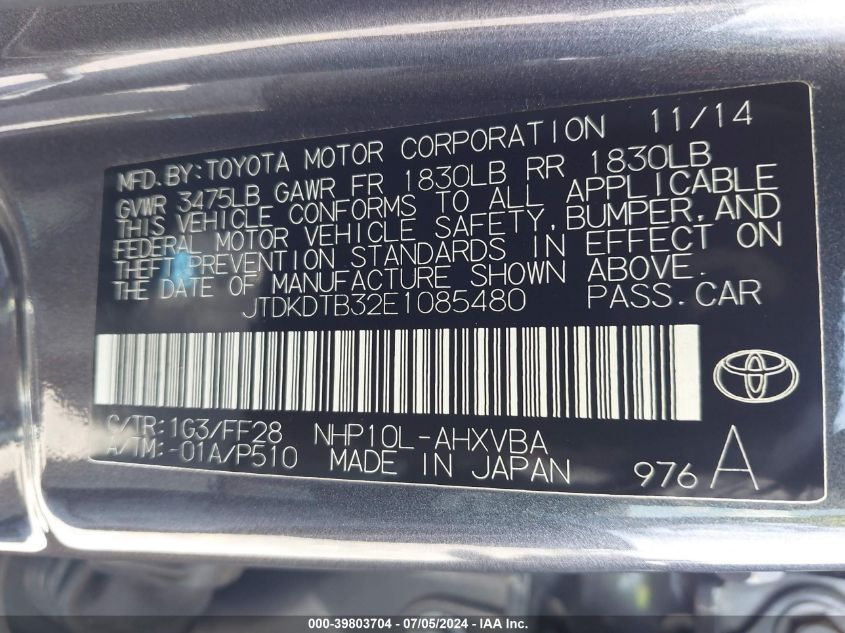 MFD. BY: TOYOTA MOTOR CORPORATION 11/14
GVWR 3475LB GAWR FR 1830LB RR 1830LB
THIS VEHICLE CONFORMS TO ALL APPLICABLE
FEDERAL MOTOR VEHICLE SAFETY, BUMPER, AND
THEFT PREVENTION STANDARDS IN EFFECT ON
THE DATE OF MANUFACTURE SHOWN ABOVE.
JTDKDTB32E1085480 PASS. CAR
C/TR: 1G3/FF28 NHP10L-AHXVBA
A/TM: -01A/P510 MADE IN JAPAN 976 A
000-39803704 - 07/05/2024 - IAA Inc.